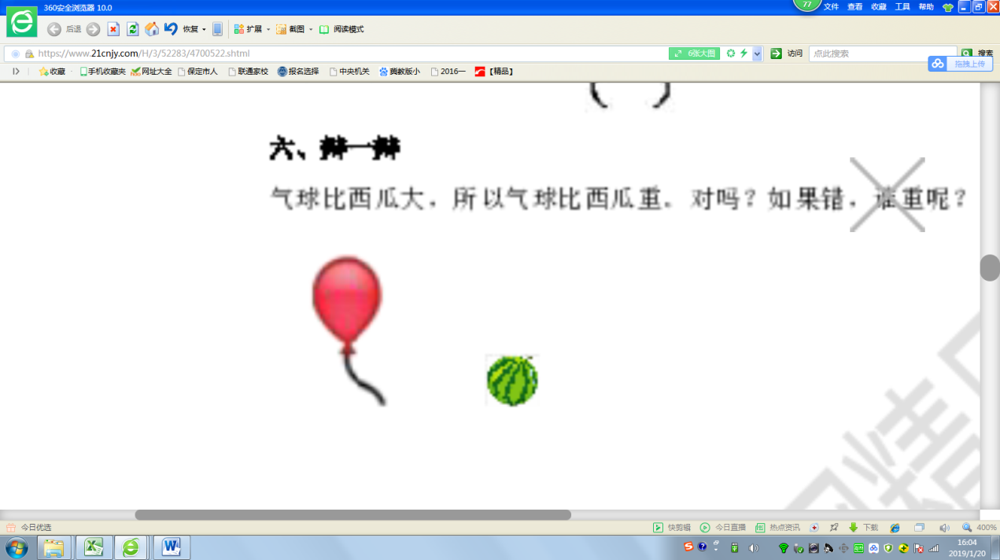 360安全浏览器 10.0
77
文件 查看 收藏 工具 帮助
后退 恢复 扩展 截图 阅读模式
https://www.21cnjy.com/H/3/52283/4700522.shtml 6张大图 访问 点此搜索 搜索
拖拽上传
收藏 手机收藏夹 网址大全 保定市人 联通家校 报名选择 中央机关 冀教版小 2016一 【精品】
六、辩一辩
气球比西瓜大，所以气球比西瓜重。对吗？如果错，谁重呢？
今日优选 快剪辑 今日直播 热点资讯 下载 400%
16:04
2019/1/20